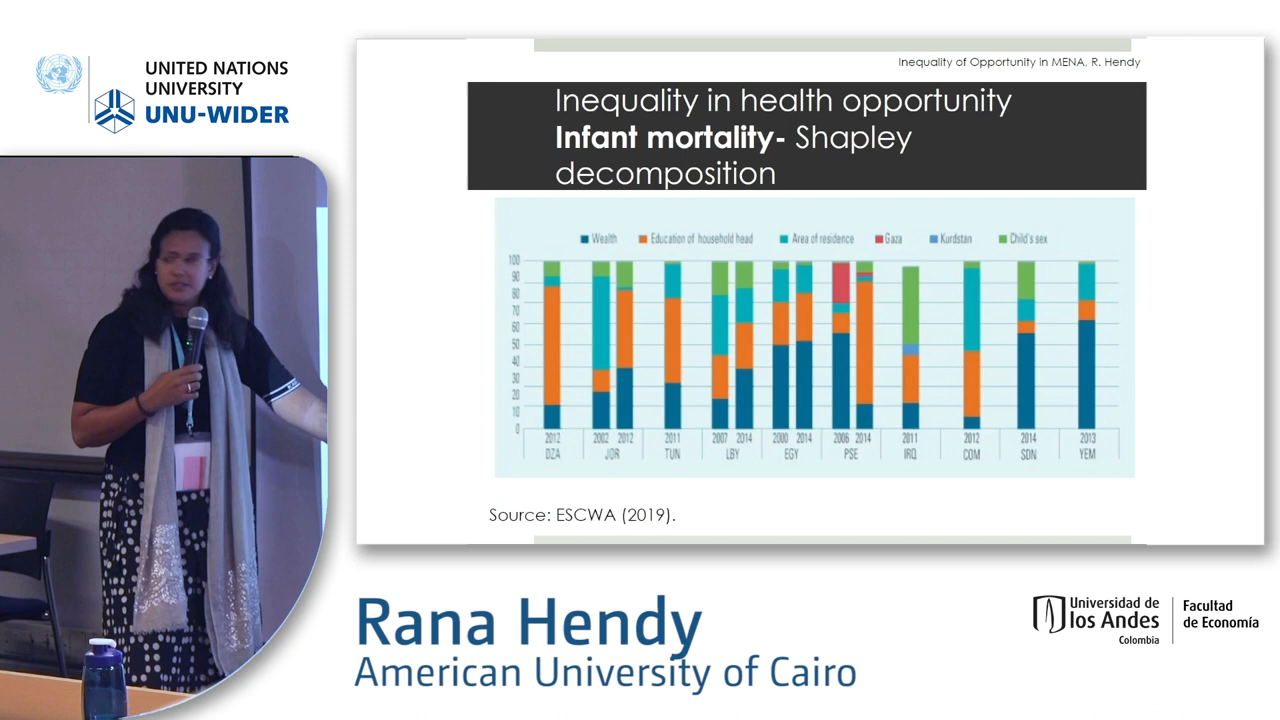 UNITED NATIONS
UNIVERSITY
UNU-WIDER
Inequality of Opportunity in MENA, R. Hendy
Inequality in health opportunity
Infant mortality- Shapley
decomposition
Wealth Education of household head Area of residence Gaza Kurdistan Child's sex
100
90
80
70
60
50
40
30
20
10
0
2012 2002 2012 2011 2007 2014 2000 2014 2006 2014 2011 2012 2014 2013
DZA JOR TUN LBY EGY PSE IRQ COM SDN YEM
Source: ESCWA (2019).
Rana Hendy
American University of Cairo
Universidad de
los Andes
Colombia
Facultad
de Economía